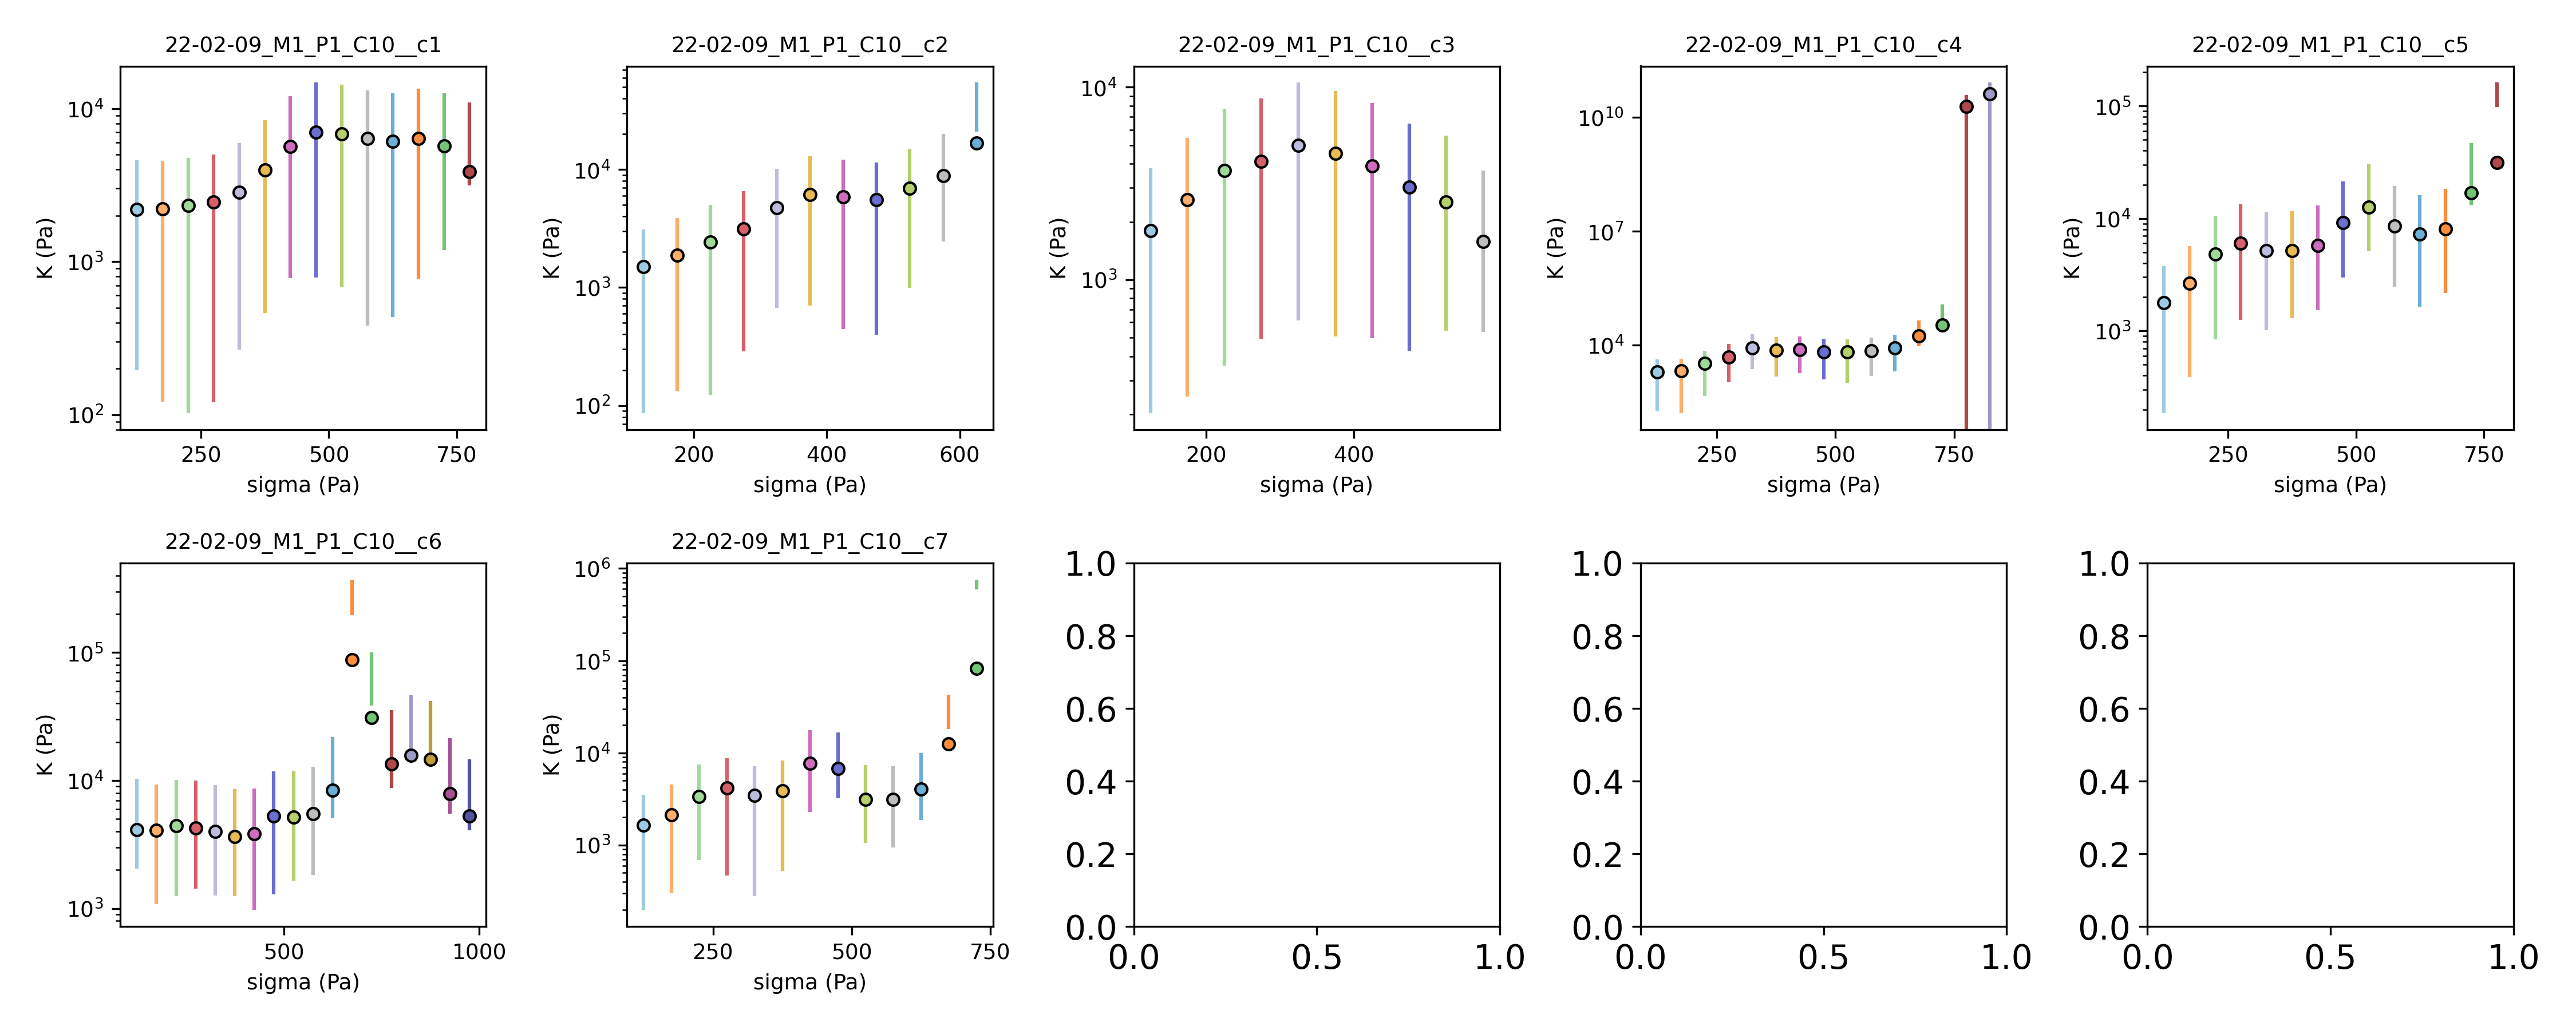 22-02-09_M1_P1_C10__c1
22-02-09_M1_P1_C10__c2
22-02-09_M1_P1_C10__c3
22-02-09_M1_P1_C10__c4
22-02-09_M1_P1_C10__c5
K (Pa)
10^4
10^3
10^2
250 500 750
sigma (Pa)
K (Pa)
10^4
10^3
10^2
200 400 600
sigma (Pa)
K (Pa)
10^4
10^3
200 400
sigma (Pa)
K (Pa)
10^10
10^7
10^4
250 500 750
sigma (Pa)
K (Pa)
10^5
10^4
10^3
250 500 750
sigma (Pa)
22-02-09_M1_P1_C10__c6
22-02-09_M1_P1_C10__c7
K (Pa)
10^5
10^4
10^3
500 1000
sigma (Pa)
K (Pa)
10^6
10^5
10^4
10^3
250 500 750
sigma (Pa)
1.0
0.8
0.6
0.4
0.2
0.0
0.0 0.5 1.0
1.0
0.8
0.6
0.4
0.2
0.0
0.0 0.5 1.0
1.0
0.8
0.6
0.4
0.2
0.0
0.0 0.5 1.0